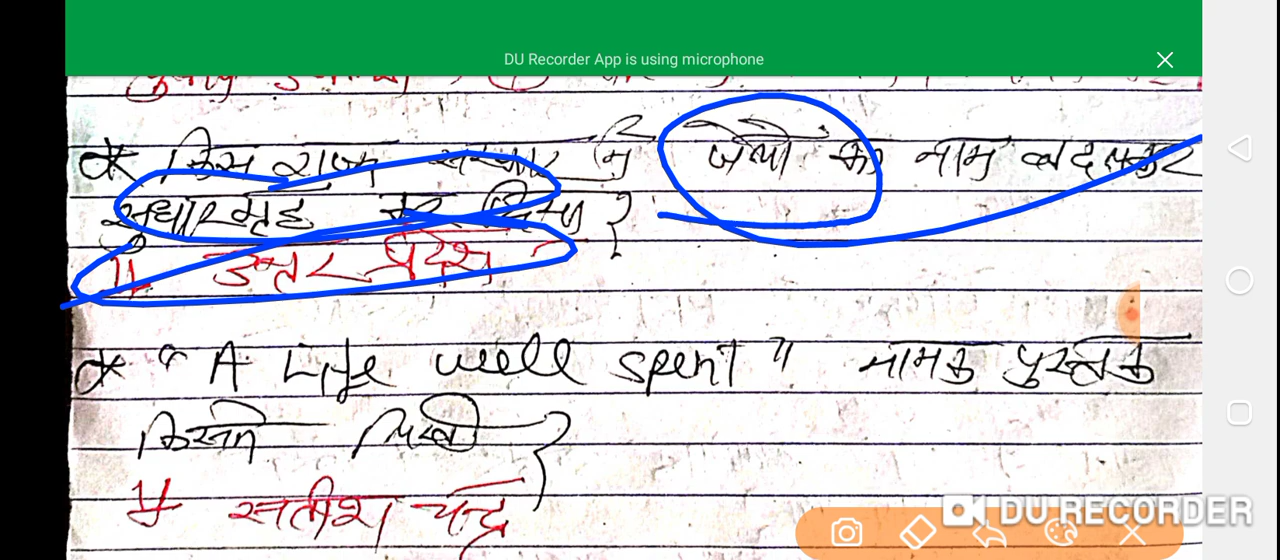 DU Recorder App is using microphone
* किस राज्य सरकार ने जेलों का नाम बदलकर
सुधारगृह कर दिया ?
उत्तर प्रदेश
* “A Life well spent” नामक पुस्तक
किसने लिखी ?
सतीश चन्द्र
DU RECORDER